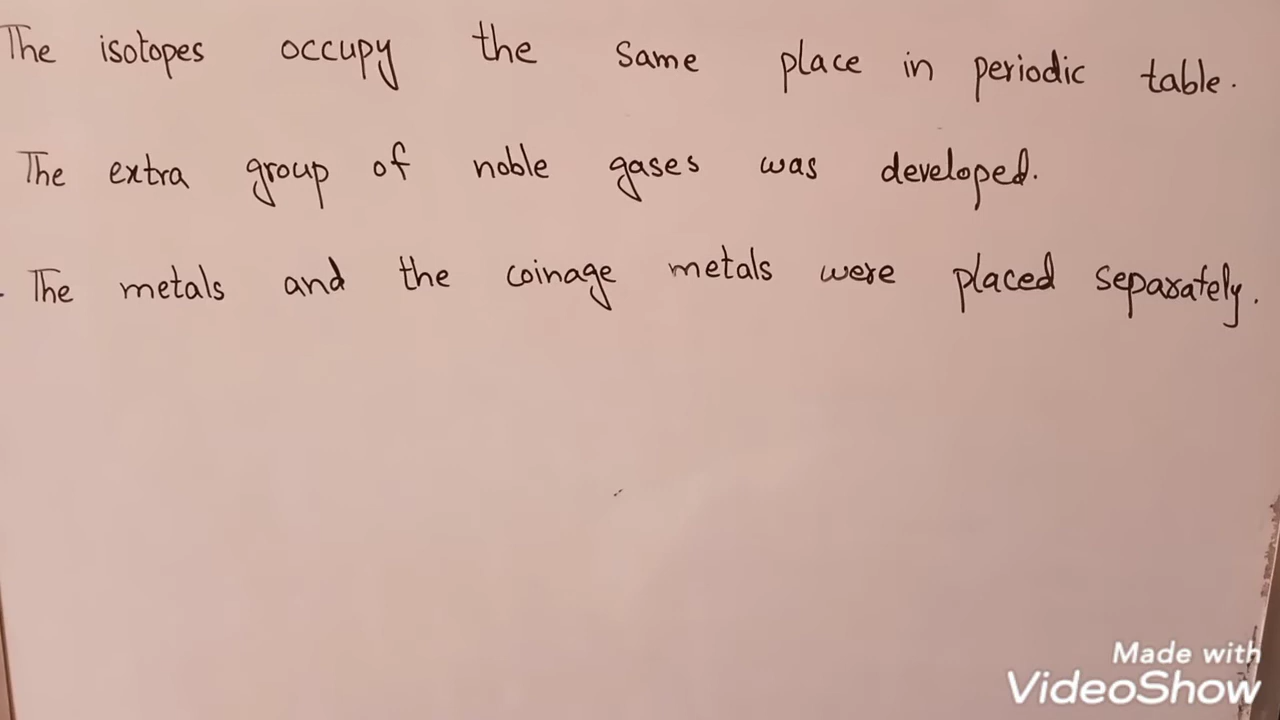 The isotopes occupy the same place in periodic table.
The extra group of noble gases was developed.
- The metals and the coinage metals were placed separately.
Made with
VideoShow